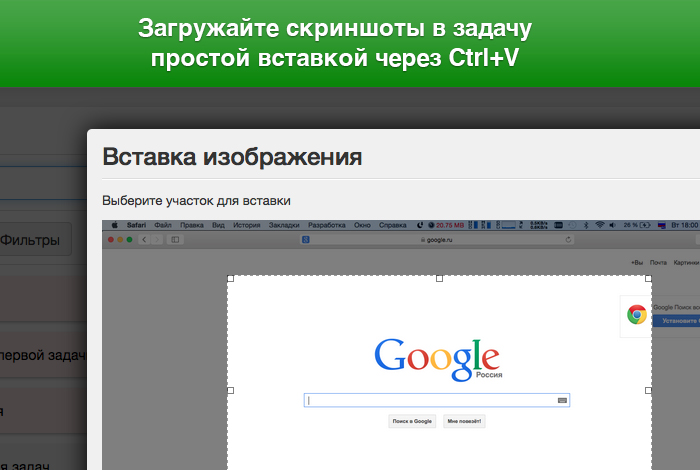 Загружайте скриншоты в задачу
простой вставкой через Ctrl+V
Вставка изображения
Выберите участок для вставки
Safari Файл Правка Вид История Закладки Разработка Окно Справка 20.75 MB 26 % Вт 18:00
google.ru
+Вы Почта Картинки
Фильтры
Google Поиск
Установите
Google
Россия
первой задач
Поиск в Google Мне повезёт!
я
я задач